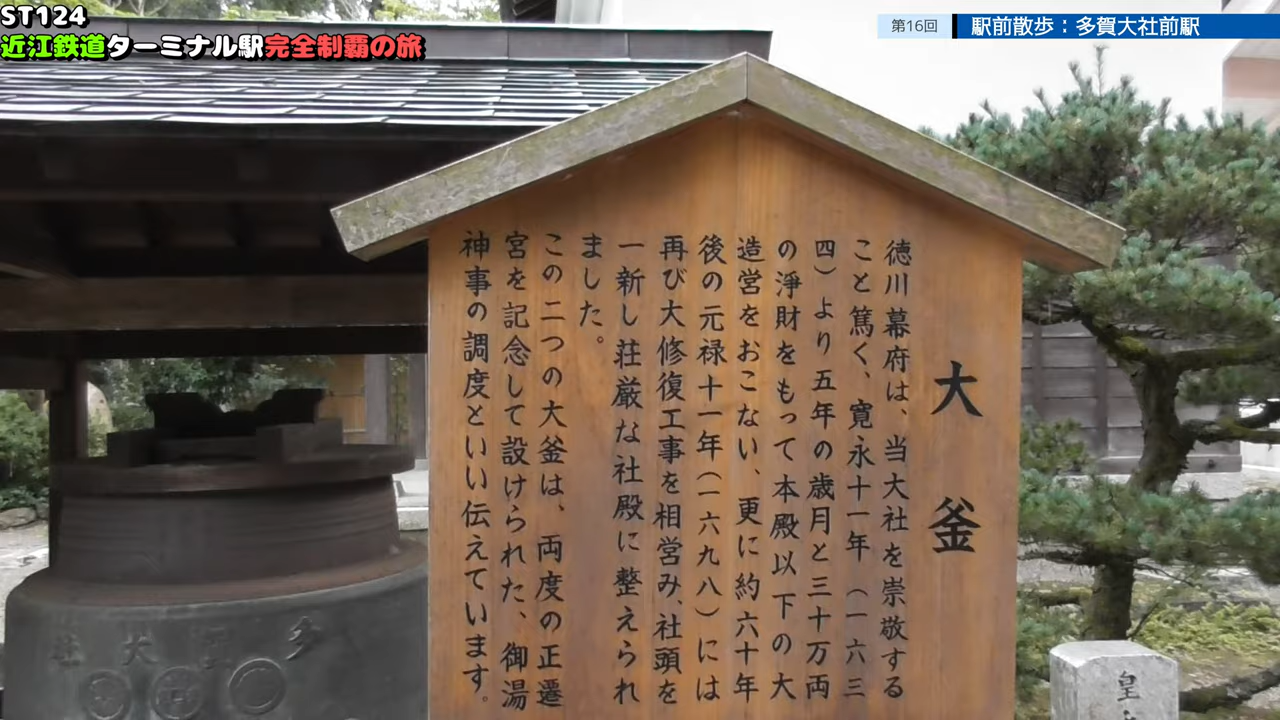 ST124
近江鉄道ターミナル駅完全制覇の旅
第16回
駅前散歩：多賀大社前駅
大釜
徳川幕府は、当大社を崇敬する
こと篤く、寛永十一年（一六三
四）より五年の歳月と三十万両
の淨財をもって本殿以下の大
造営をおこない、更に約六十年
後の元禄十一年（一六九八）には
再び大修復工事を相営み、社頭を
一新し荘厳な社殿に整えられ
ました。
この二つの大釜は、両度の正遷
宮を記念して設けられた、御湯
神事の調度といい伝えています。
多賀大社
皇